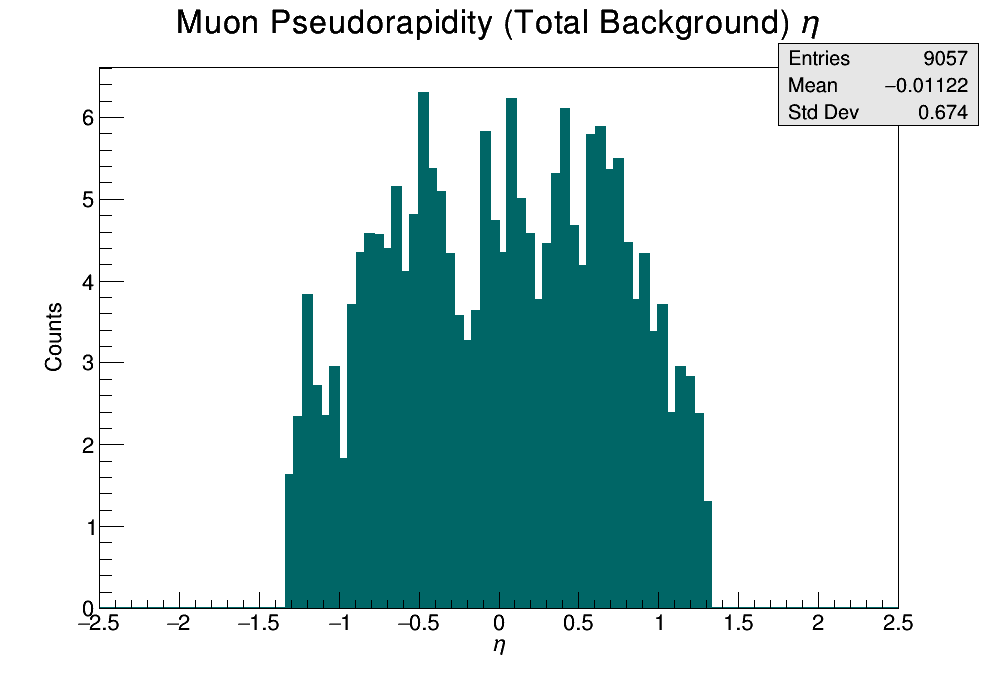 Muon Pseudorapidity (Total Background) η
Entries 9057
Mean −0.01122
Std Dev 0.674
Counts
6
5
4
3
2
1
0
−2.5 −2 −1.5 −1 −0.5 0 0.5 1 1.5 2 2.5
η